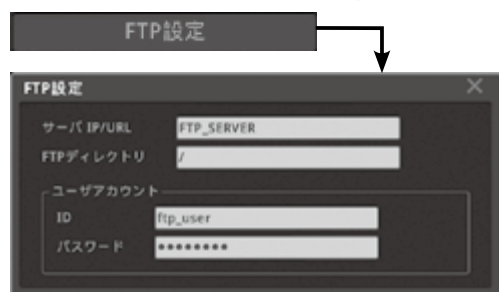 FTP設定
FTP設定
サーバ IP/URL FTP_SERVER
FTPディレクトリ /
ユーザアカウント
ID ftp_user
パスワード ●●●●●●●●